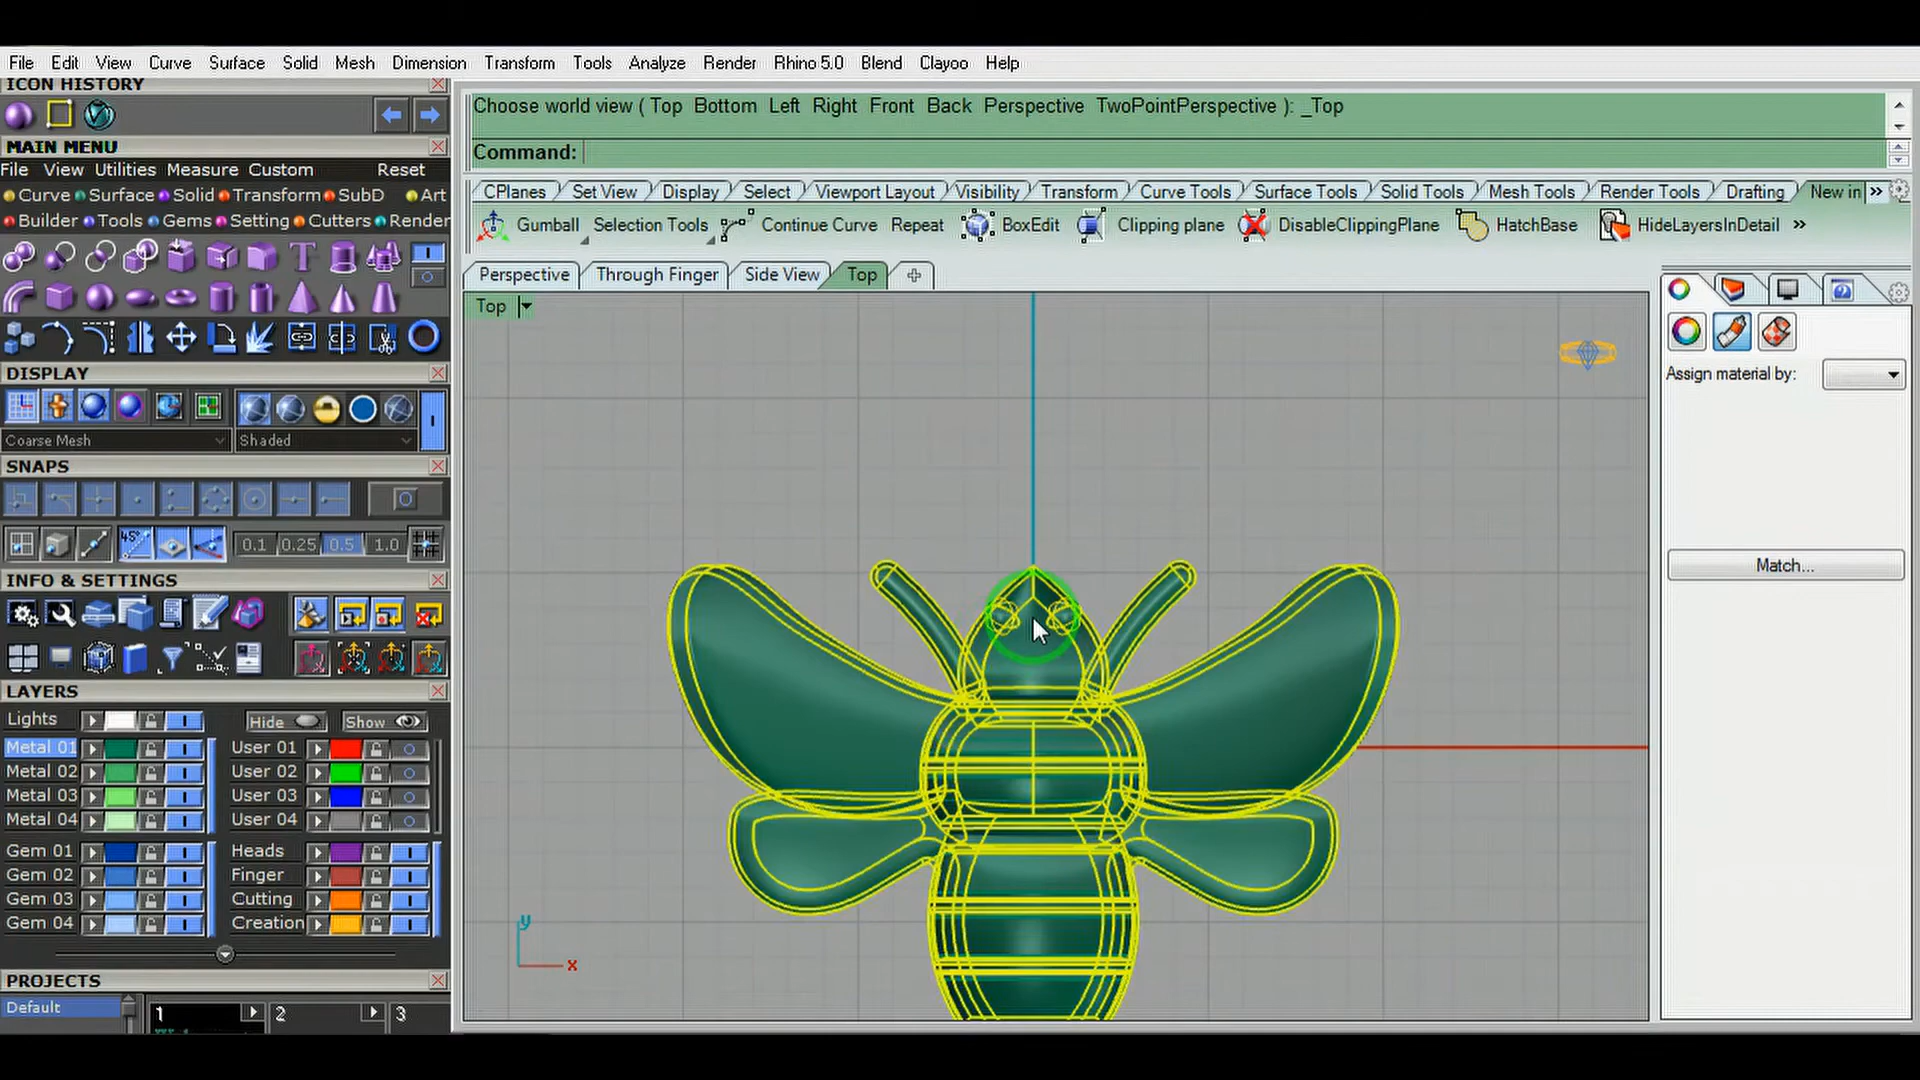 File Edit View Curve Surface Solid Mesh Dimension Transform Tools Analyze Render Rhino 5.0 Blend Clayoo Help
ICON HISTORY
Choose world view ( Top Bottom Left Right Front Back Perspective TwoPointPerspective ): _Top
Command:
MAIN MENU
File View Utilities Measure Custom Reset
Curve Surface Solid Transform SubD Art
Builder Tools Gems Setting Cutters Render
CPlanes Set View Display Select Viewport Layout Visibility Transform Curve Tools Surface Tools Solid Tools Mesh Tools Render Tools Drafting New in »
Gumball Selection Tools Continue Curve Repeat BoxEdit Clipping plane DisableClippingPlane HatchBase HideLayersInDetail »
Perspective Through Finger Side View Top
Top
DISPLAY
Coarse Mesh Shaded
SNAPS
45°
0.1 0.25 0.5 1.0
INFO & SETTINGS
LAYERS
Lights Hide Show
Metal 01 User 01
Metal 02 User 02
Metal 03 User 03
Metal 04 User 04
Gem 01 Heads
Gem 02 Finger
Gem 03 Cutting
Gem 04 Creation
PROJECTS
Default 1 2 3
y
x
Assign material by:
Match...